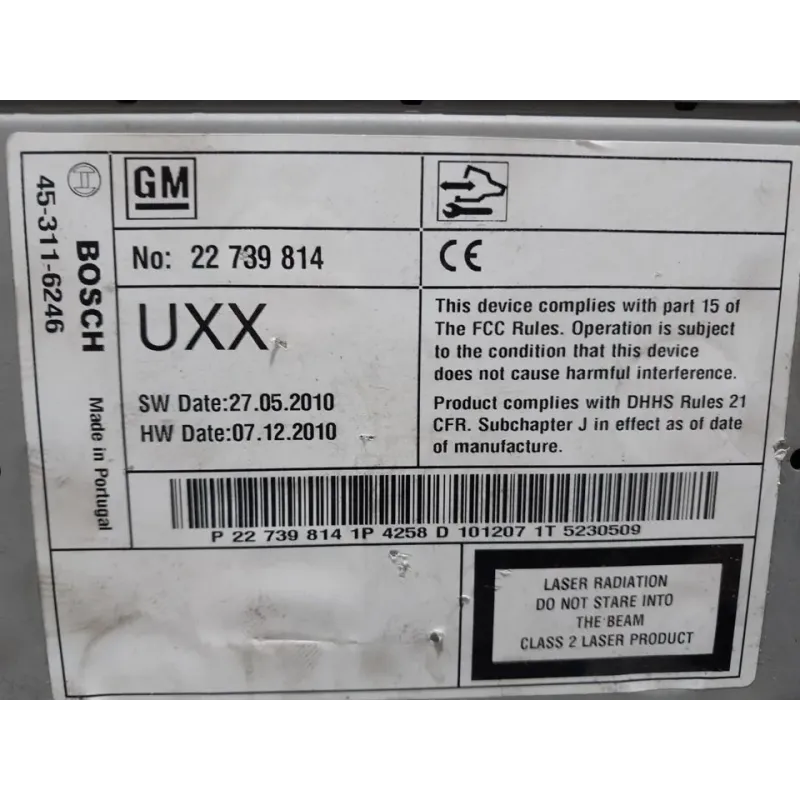 45-311-6246
BOSCH
Made in Portugal
GM
No: 22 739 814
CE
UXX
SW Date:27.05.2010
HW Date:07.12.2010
This device complies with part 15 of
The FCC Rules. Operation is subject
to the condition that this device
does not cause harmful interference.
Product complies with DHHS Rules 21
CFR. Subchapter J in effect as of date
of manufacture.
P 22 739 814 1P 4258 D 101207 1T 5230509
LASER RADIATION
DO NOT STARE INTO
THE BEAM
CLASS 2 LASER PRODUCT